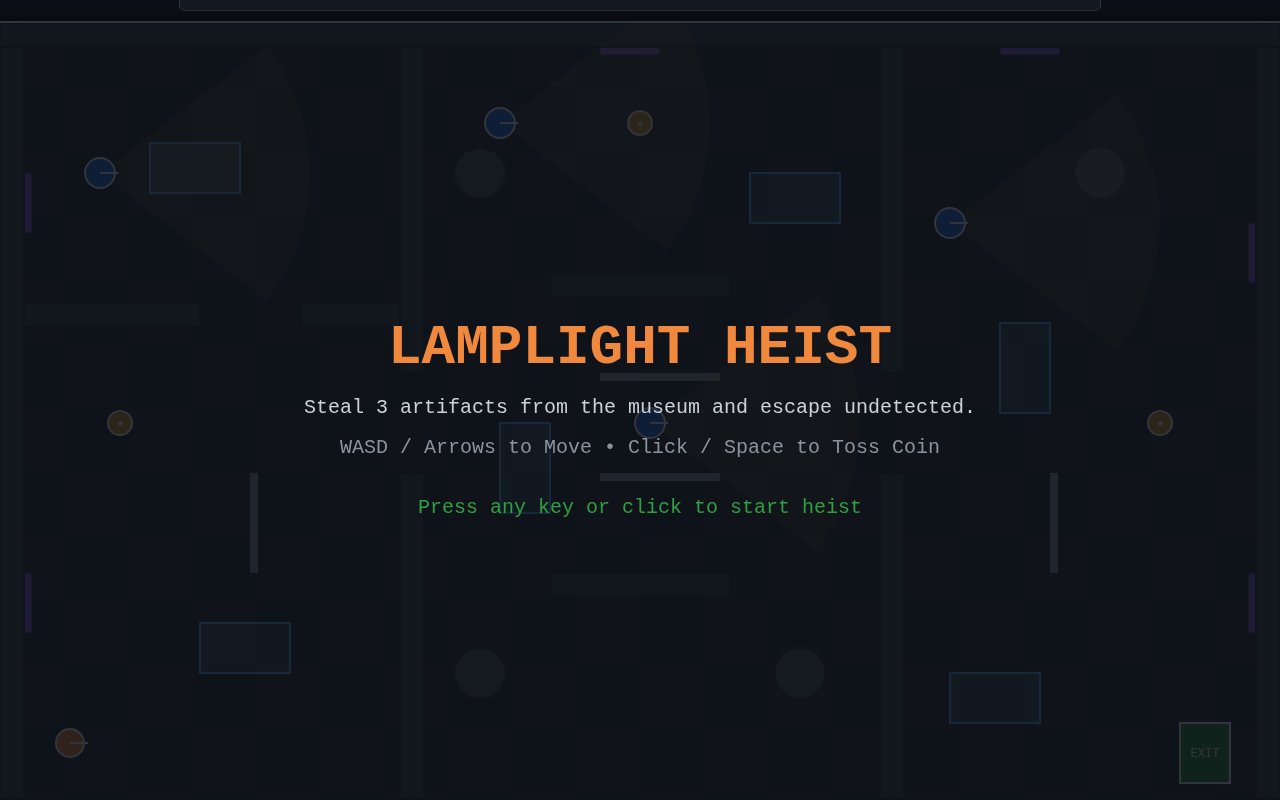 LAMPLIGHT HEIST
Steal 3 artifacts from the museum and escape undetected.
WASD / Arrows to Move • Click / Space to Toss Coin
Press any key or click to start heist
EXIT